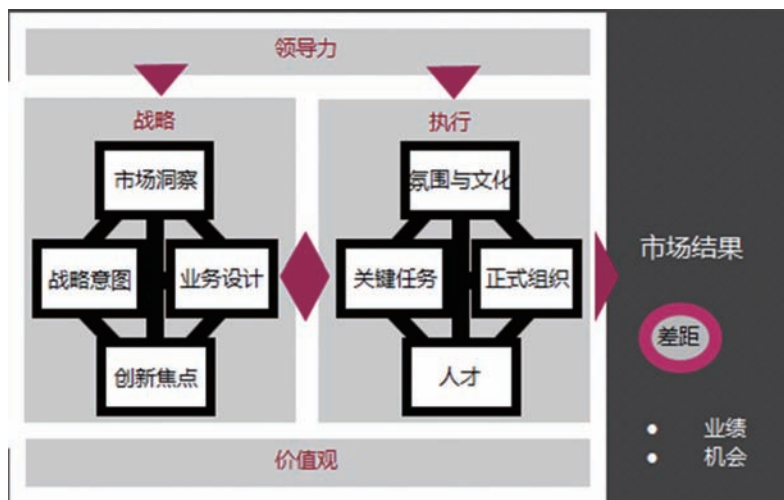 领导力
战略
市场洞察
战略意图
业务设计
创新焦点
执行
氛围与文化
关键任务
正式组织
人才
价值观
市场结果
差距
● 业绩
● 机会